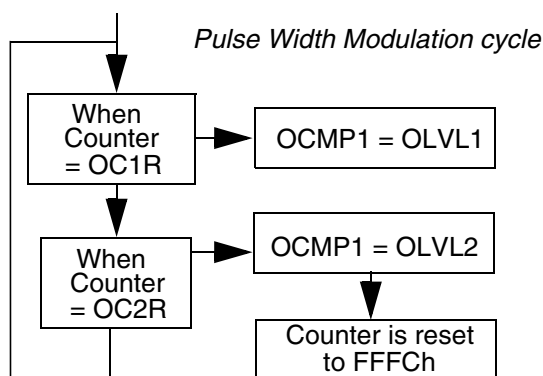 Pulse Width Modulation cycle
When
Counter
= OC1R
OCMP1 = OLVL1
When
Counter
= OC2R
OCMP1 = OLVL2
Counter is reset
to FFFCh